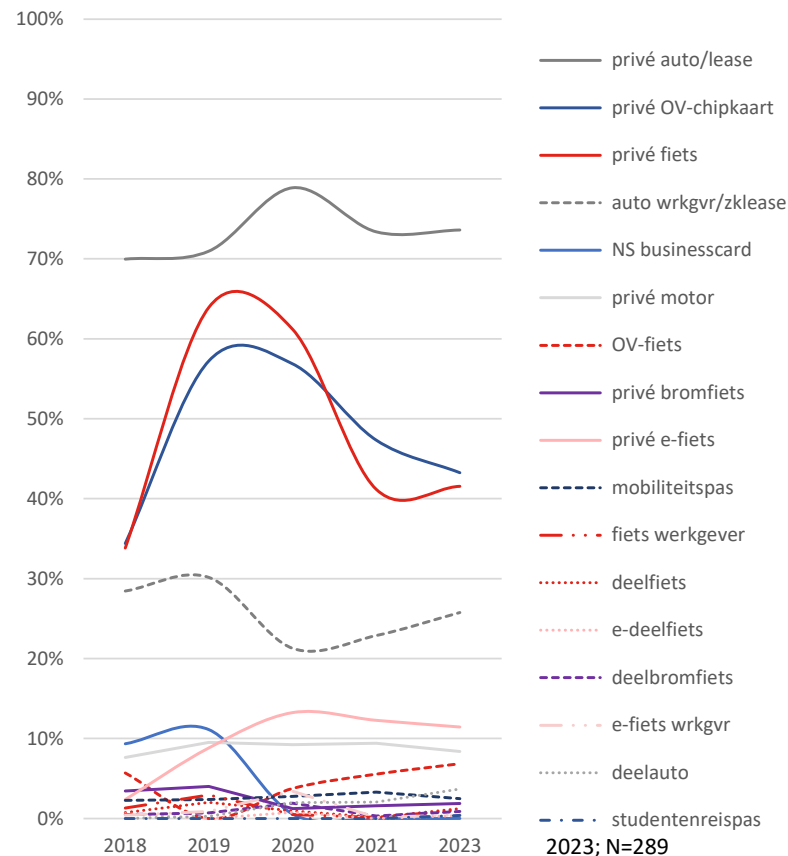 100%
90%
80%
70%
60%
50%
40%
30%
20%
10%
0%
2018 2019 2020 2021 2023
privé auto/lease
privé OV-chipkaart
privé fiets
auto wrkgvr/zklease
NS businesscard
privé motor
OV-fiets
privé bromfiets
privé e-fiets
mobiliteitspas
fiets werkgever
deelfiets
e-deelfiets
deelbromfiets
e-fiets wrkgvr
deelauto
studentenreispas
2023; N=289